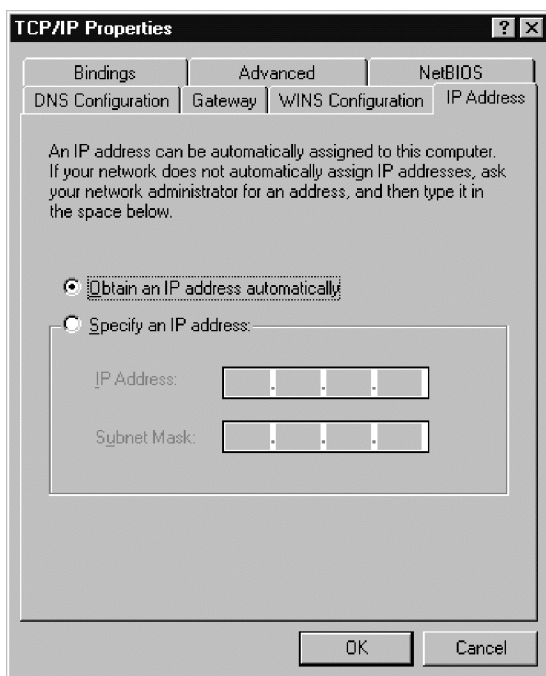 TCP/IP Properties
Bindings
Advanced
NetBIOS
DNS Configuration
Gateway
WINS Configuration
IP Address
An IP address can be automatically assigned to this computer.
If your network does not automatically assign IP addresses, ask
your network administrator for an address, and then type it in
the space below.
Obtain an IP address automatically
Specify an IP address:
IP Address:
Subnet Mask:
OK
Cancel